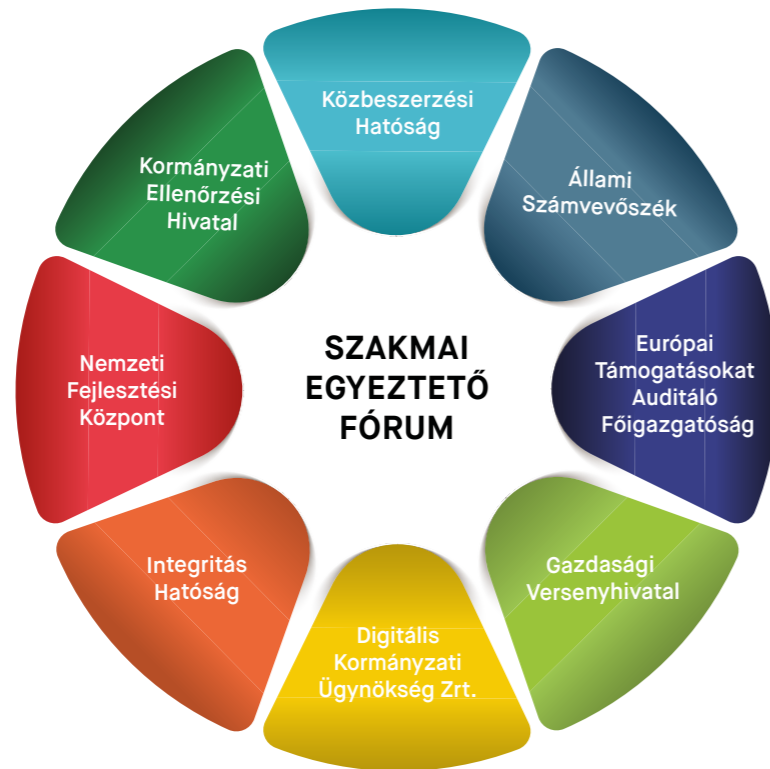 Közbeszerzési
Hatóság
Állami
Számvevőszék
Európai
Támogatásokat
Auditáló
Főigazgatóság
Gazdasági
Versenyhivatal
Digitális
Kormányzati
Ügynökség Zrt.
Integritás
Hatóság
Nemzeti
Fejlesztési
Központ
Kormányzati
Ellenőrzési
Hivatal
SZAKMAI
EGYEZTETŐ
FÓRUM